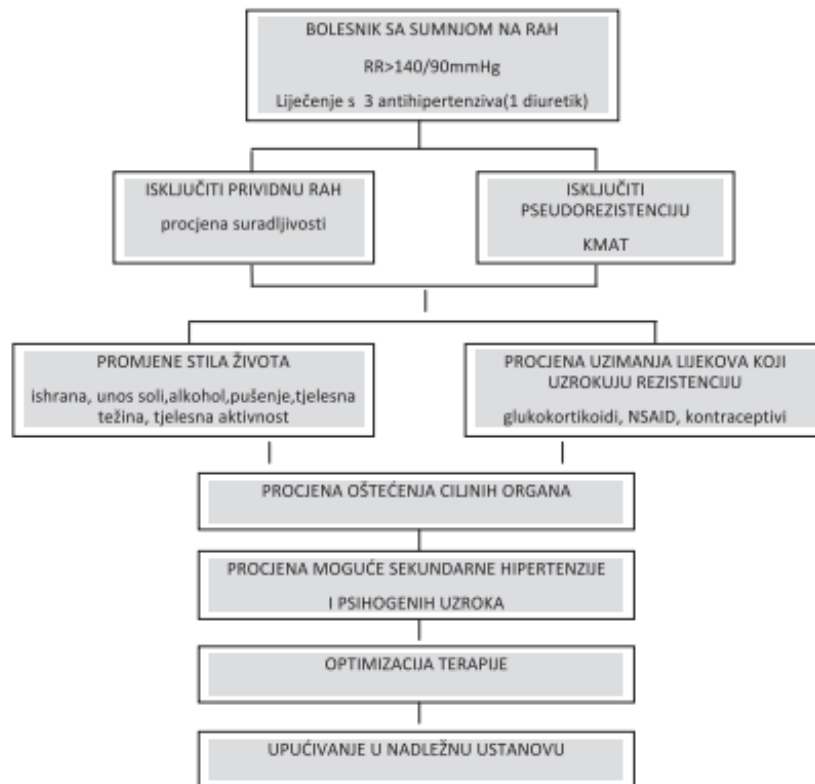 BOLESNIK SA SUMNJOM NA RAH
RR>140/90mmHg
Liječenje s 3 antihipertenziva(1 diuretik)
ISKLJUČITI PRIVIDNU RAH
procjena suradljivosti
ISKLJUČITI
PSEUDOREZISTENCIJU
KMAT
PROMJENE STILA ŽIVOTA
ishrana, unos soli,alkohol,pušenje,tjelesna
težina, tjelesna aktivnost
PROCJENA UZIMANJA LIJEKOVA KOJI
UZROKUJU REZISTENCIJU
glukokortikoidi, NSAID, kontraceptivi
PROCJENA OŠTEĆENJA CILJNIH ORGANA
PROCJENA MOGUĆE SEKUNDARNE HIPERTENZIJE
I PSIHOGENIH UZROKA
OPTIMIZACIJA TERAPIJE
UPUĆIVANJE U NADLEŽNU USTANOVU